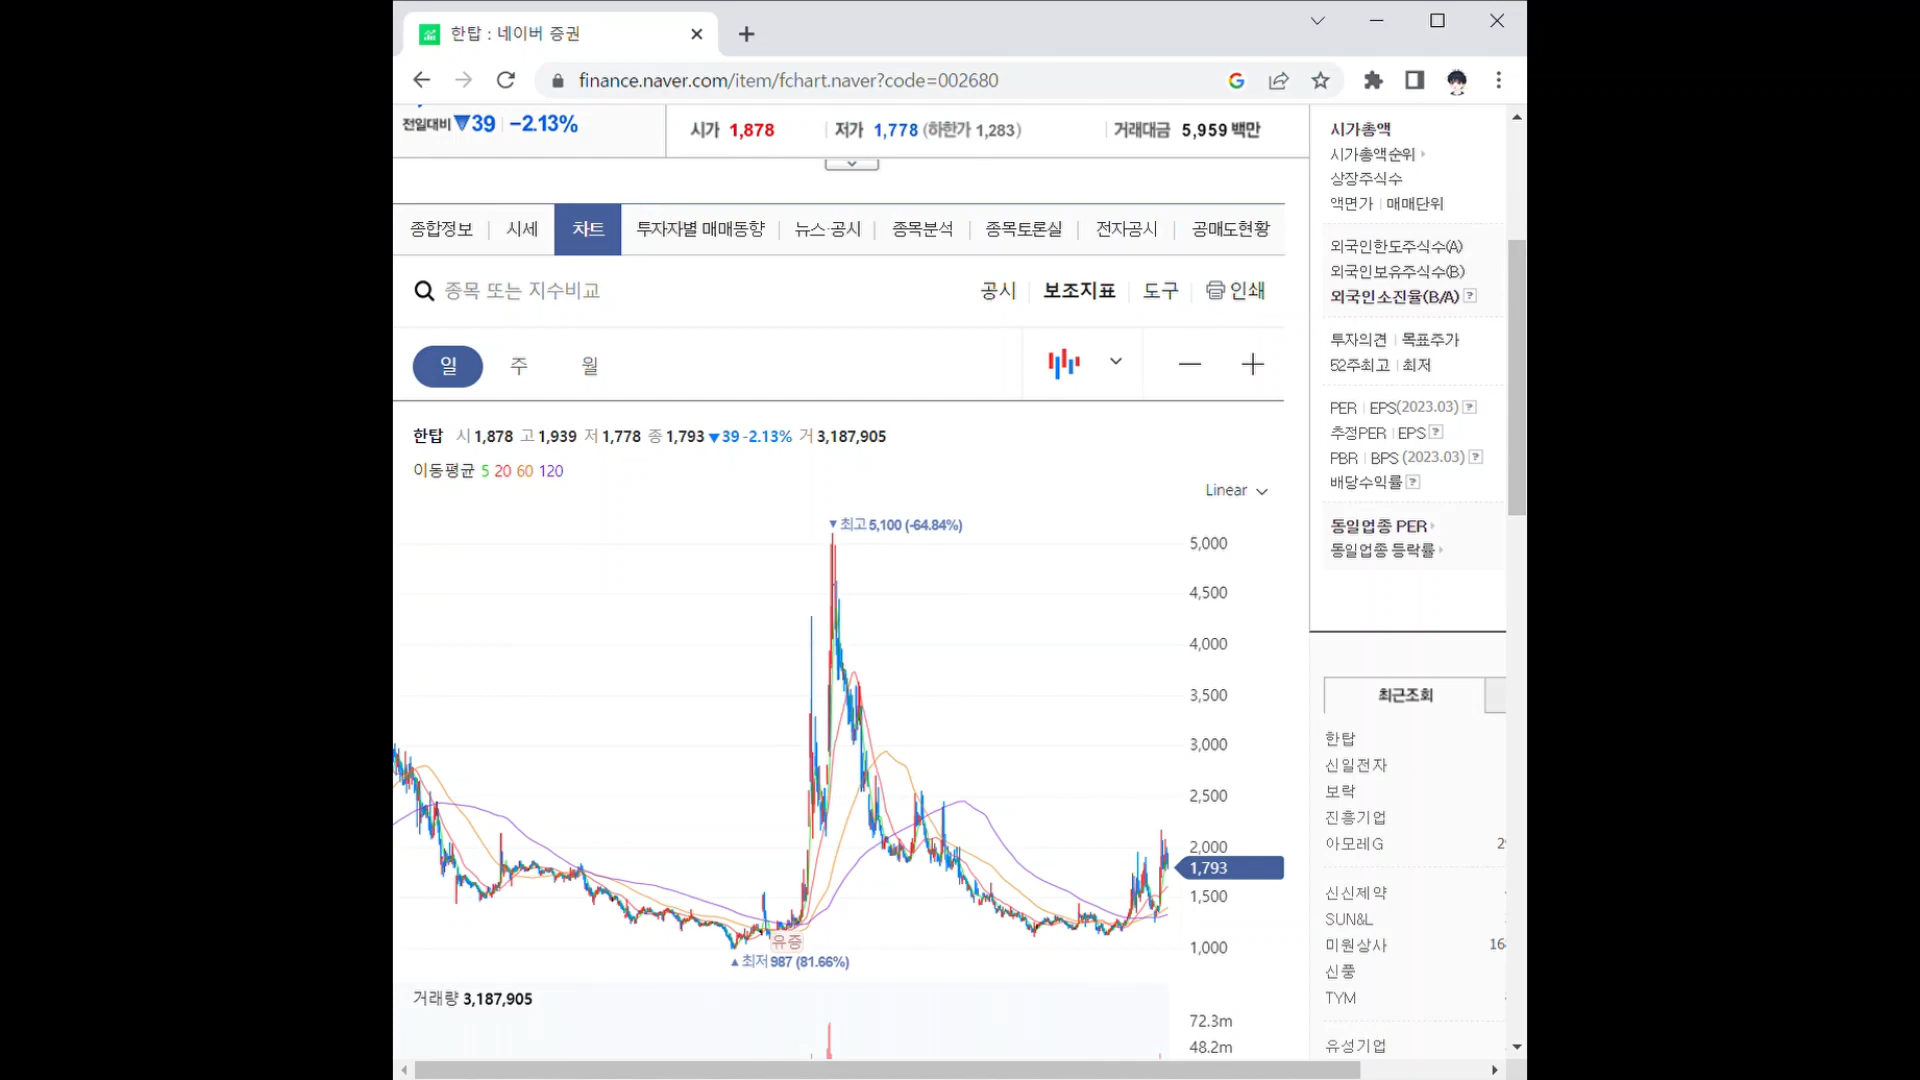 한탑 : 네이버 증권
finance.naver.com/item/fchart.naver?code=002680
전일대비 ▼39 -2.13%
시가 1,878 저가 1,778 (하한가 1,283) 거래대금 5,959 백만
종합정보 시세 차트 투자자별 매매동향 뉴스·공시 종목분석 종목토론실 전자공시 공매도현황
종목 또는 지수비교 공시 보조지표 도구 인쇄
일 주 월
한탑 시 1,878 고 1,939 저 1,778 종 1,793 ▼39 -2.13% 거 3,187,905
이동평균 5 20 60 120
Linear
▼최고 5,100 (-64.84%)
5,000
4,500
4,000
3,500
3,000
2,500
2,000
1,793
1,500
1,000
유증
▲최저 987 (81.66%)
거래량 3,187,905
72.3m
48.2m
시가총액
시가총액순위
상장주식수
액면가 매매단위
외국인한도주식수(A)
외국인보유주식수(B)
외국인소진율(B/A) ?
투자의견 목표주가
52주최고 최저
PER EPS(2023.03) ?
추정PER EPS ?
PBR BPS (2023.03) ?
배당수익률 ?
동일업종 PER
동일업종 등락률
최근조회
한탑
신일전자
보락
진흥기업
아모레G
신신제약
SUN&L
미원상사 16
신풍
TYM
유성기업